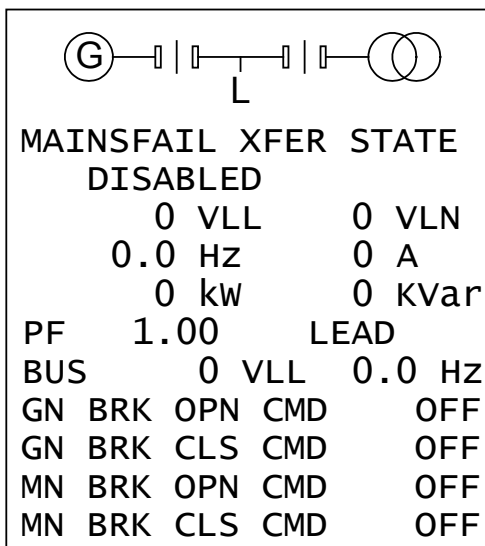 G
L
MAINSFAIL XFER STATE
DISABLED
0 VLL 0 VLN
0.0 Hz 0 A
0 kW 0 KVar
PF 1.00 LEAD
BUS 0 VLL 0.0 Hz
GN BRK OPN CMD OFF
GN BRK CLS CMD OFF
MN BRK OPN CMD OFF
MN BRK CLS CMD OFF